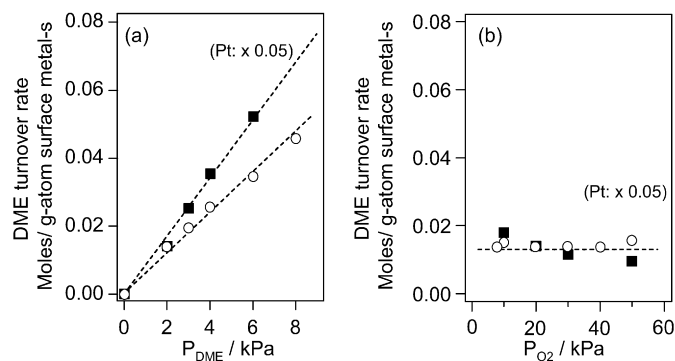 (a)
(Pt: x 0.05)
DME turnover rate
Moles/ g-atom surface metal-s
0.08
0.06
0.04
0.02
0.00
0 2 4 6 8
P_DME / kPa
(b)
(Pt: x 0.05)
DME turnover rate
Moles/ g-atom surface metal-s
0.08
0.06
0.04
0.02
0.00
0 20 40 60
P_O2 / kPa